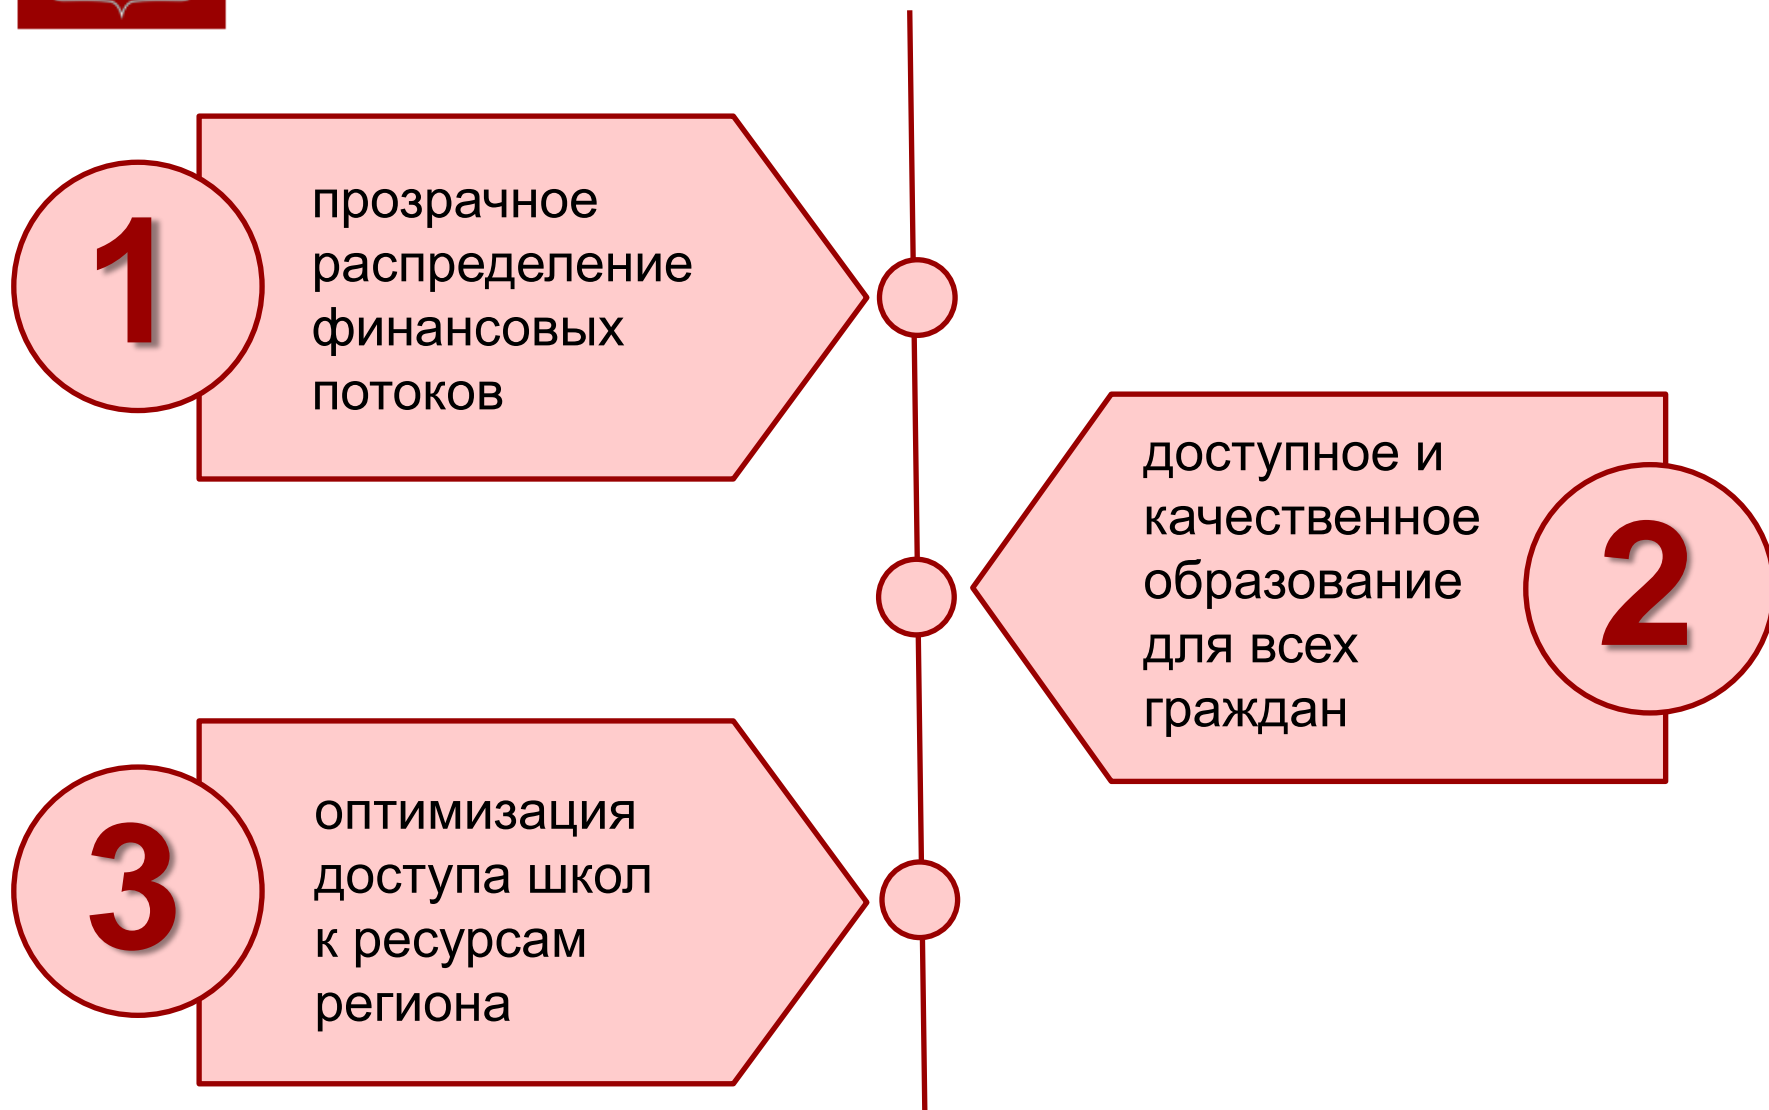 1
прозрачное
распределение
финансовых
потоков
доступное и
качественное
образование
для всех
граждан
2
3
оптимизация
доступа школ
к ресурсам
региона